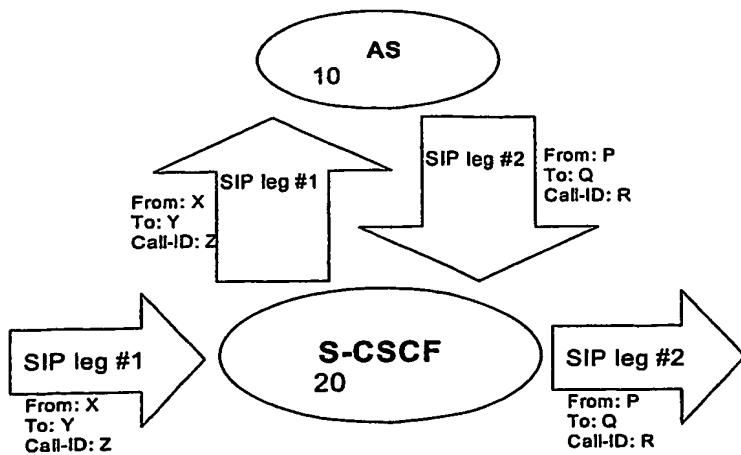 AS
10
SIP leg #1
From: X
To: Y
Call-ID: Z
SIP leg #2
From: P
To: Q
Call-ID: R
SIP leg #1
From: X
To: Y
Call-ID: Z
S-CSCF
20
SIP leg #2
From: P
To: Q
Call-ID: R